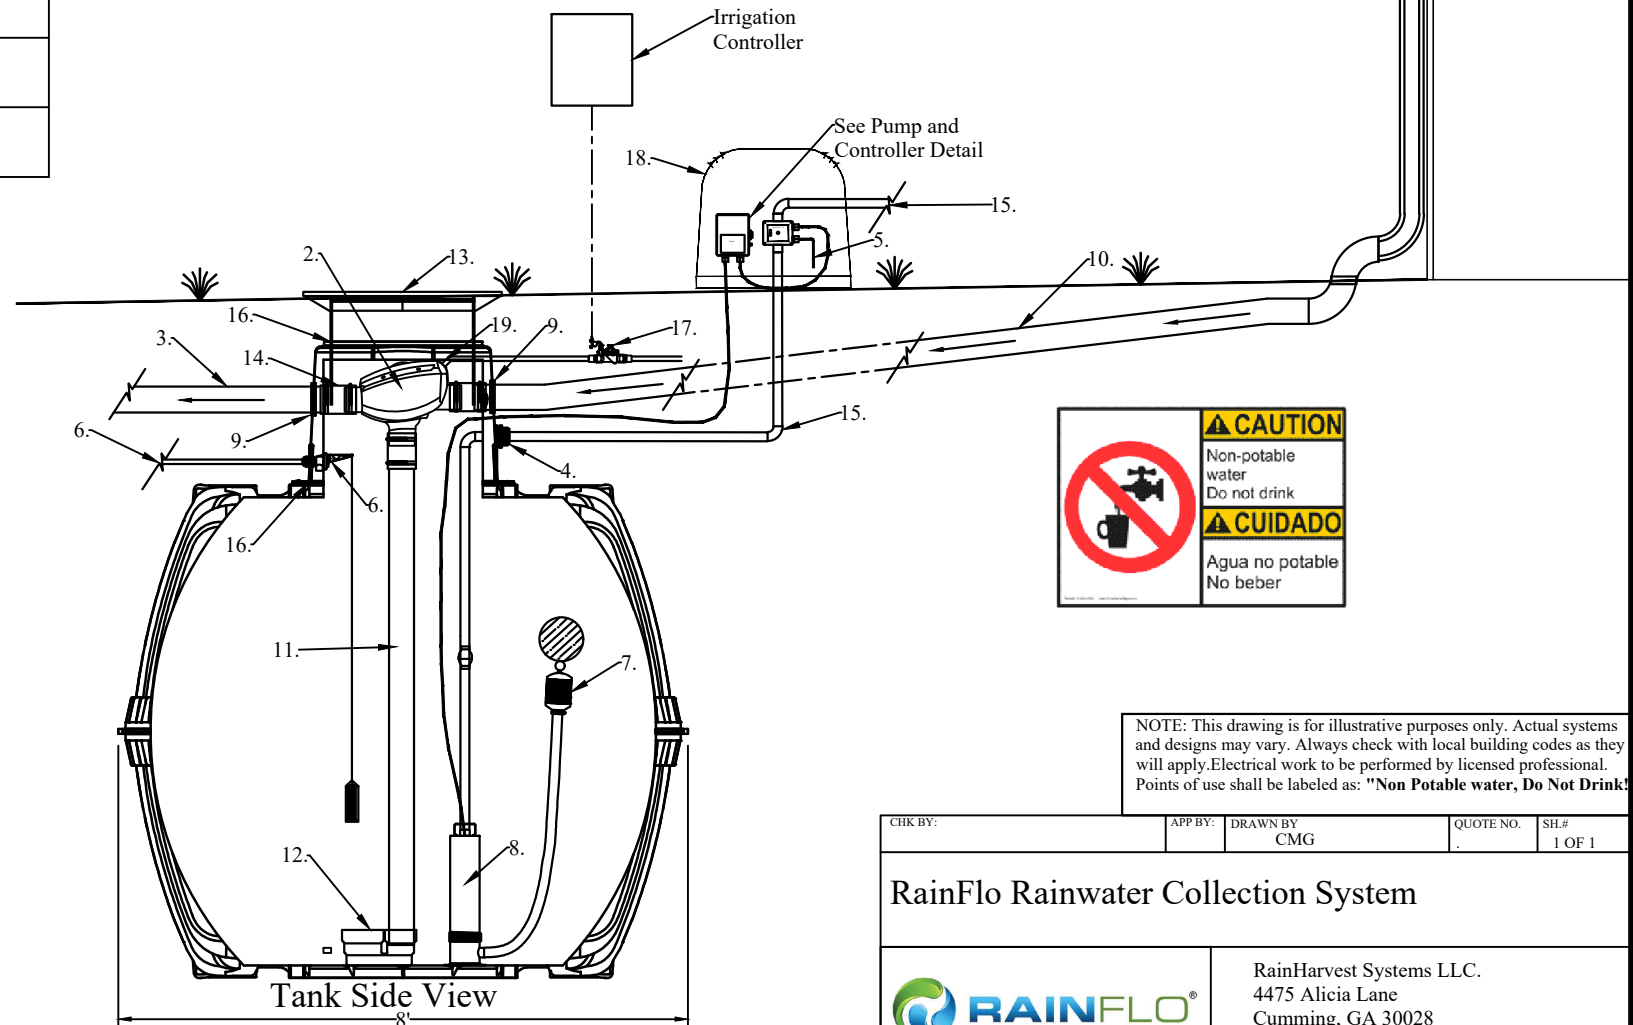 Irrigation
Controller
See Pump and
Controller Detail
18.
15.
5.
2.
13.
10.
16.
19.
9.
17.
3.
14.
15.
6.
9.
4.
6.
16.
11.
7.
12.
8.
Tank Side View
8'
CAUTION
Non-potable
water
Do not drink
CUIDADO
Agua no potable
No beber
NOTE: This drawing is for illustrative purposes only. Actual systems
and designs may vary. Always check with local building codes as they
will apply.Electrical work to be performed by licensed professional.
Points of use shall be labeled as: "Non Potable water, Do Not Drink!
CHK BY:
APP BY:
DRAWN BY
CMG
QUOTE NO.
.
SH.#
1 OF 1
RainFlo Rainwater Collection System
RAINFLO®
RainHarvest Systems LLC.
4475 Alicia Lane
Cumming, GA 30028